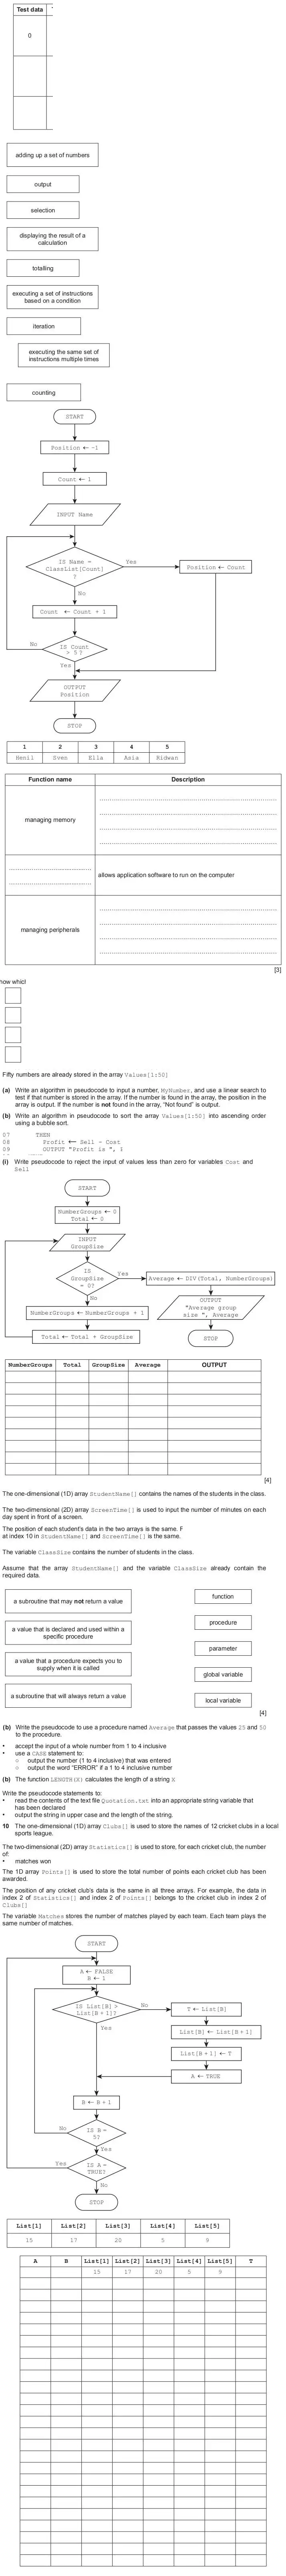 Test data
0
adding up a set of numbers
output
selection
displaying the result of a
calculation
totalling
executing a set of instructions
based on a condition
iteration
executing the same set of
instructions multiple times
counting
START
Position ← −1
Count ← 1
INPUT Name
IS Name =
ClassList[Count]
?
Yes
Position ← Count
No
Count ← Count + 1
No
IS Count
> 5 ?
Yes
OUTPUT
Position
STOP
1 2 3 4 5
Henil Sven Ella Asia Ridwan
Function name Description
managing memory
allows application software to run on the computer
managing peripherals
[3]
now whicl
Fifty numbers are already stored in the array Values[1:50]
(a) Write an algorithm in pseudocode to input a number, MyNumber, and use a linear search to
test if that number is stored in the array. If the number is found in the array, the position in
the array is output. If the number is not found in the array, "Not found" is output.
(b) Write an algorithm in pseudocode to sort the array Values[1:50] into ascending order
using a bubble sort.
07 THEN
08 Profit ← Sell - Cost
09 OUTPUT "Profit is ",
(i) Write pseudocode to reject the input of values less than zero for variables Cost and
Sell
START
NumberGroups ← 0
Total ← 0
INPUT
GroupSize
IS
GroupSize
= 0?
Yes
Average ← DIV(Total, NumberGroups)
No
NumberGroups ← NumberGroups + 1
OUTPUT
"Average group
size ", Average
Total ← Total + GroupSize
STOP
NumberGroups Total GroupSize Average OUTPUT
[4]
The one-dimensional (1D) array StudentName[] contains the names of the students in the class.
The two-dimensional (2D) array ScreenTime[] is used to input the number of minutes on each
day spent in front of a screen.
The position of each student's data in the two arrays is the same. F
at index 10 in StudentName[] and ScreenTime[] is the same.
The variable ClassSize contains the number of students in the class.
Assume that the array StudentName[] and the variable ClassSize already contain the
required data.
a subroutine that may not return a value
function
a value that is declared and used within a
specific procedure
procedure
parameter
a value that a procedure expects you to
supply when it is called
global variable
a subroutine that will always return a value
local variable
[4]
(b) Write the pseudocode to use a procedure named Average that passes the values 25 and 50
to the procedure.
• accept the input of a whole number from 1 to 4 inclusive
• use a CASE statement to:
○ output the number (1 to 4 inclusive) that was entered
○ output the word "ERROR" if a 1 to 4 inclusive number
(b) The function LENGTH(X) calculates the length of a string X
Write the pseudocode statements to:
• read the contents of the text file Quotation.txt into an appropriate string variable that
has been declared
• output the string in upper case and the length of the string.
10 The one-dimensional (1D) array Clubs[] is used to store the names of 12 cricket clubs in a local
sports league.
The two-dimensional (2D) array Statistics[] is used to store, for each cricket club, the number
of:
• matches won
The 1D array Points[] is used to store the total number of points each cricket club has been
awarded.
The position of any cricket club's data is the same in all three arrays. For example, the data in
index 2 of Statistics[] and index 2 of Points[] belongs to the cricket club in index 2 of
Clubs[]
The variable Matches stores the number of matches played by each team. Each team plays the
same number of matches.
START
A ← FALSE
B ← 1
IS List[B] >
List[B + 1]?
No
T ← List[B]
Yes
List[B] ← List[B + 1]
List[B + 1] ← T
A ← TRUE
B ← B + 1
No
IS B =
5?
Yes
Yes
IS A =
TRUE?
No
STOP
List[1] List[2] List[3] List[4] List[5]
15 17 20 5 9
A B List[1] List[2] List[3] List[4] List[5] T
15 17 20 5 9